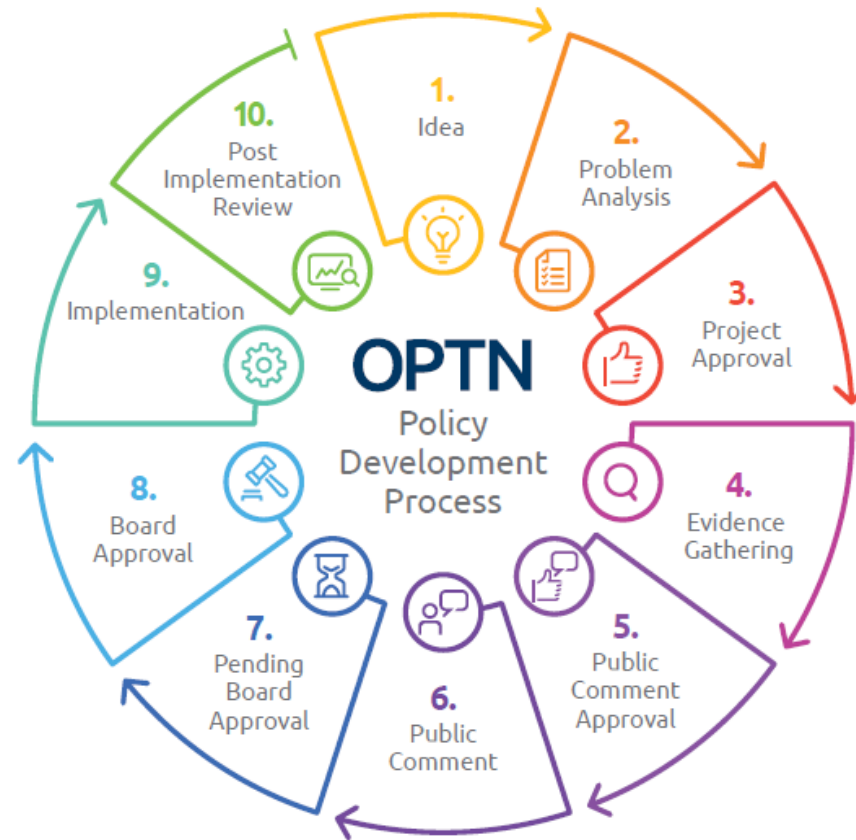 1.
Idea
2.
Problem
Analysis
3.
Project
Approval
4.
Evidence
Gathering
5.
Public
Comment
Approval
6.
Public
Comment
7.
Pending
Board
Approval
8.
Board
Approval
9.
Implementation
10.
Post
Implementation
Review
OPTN
Policy
Development
Process